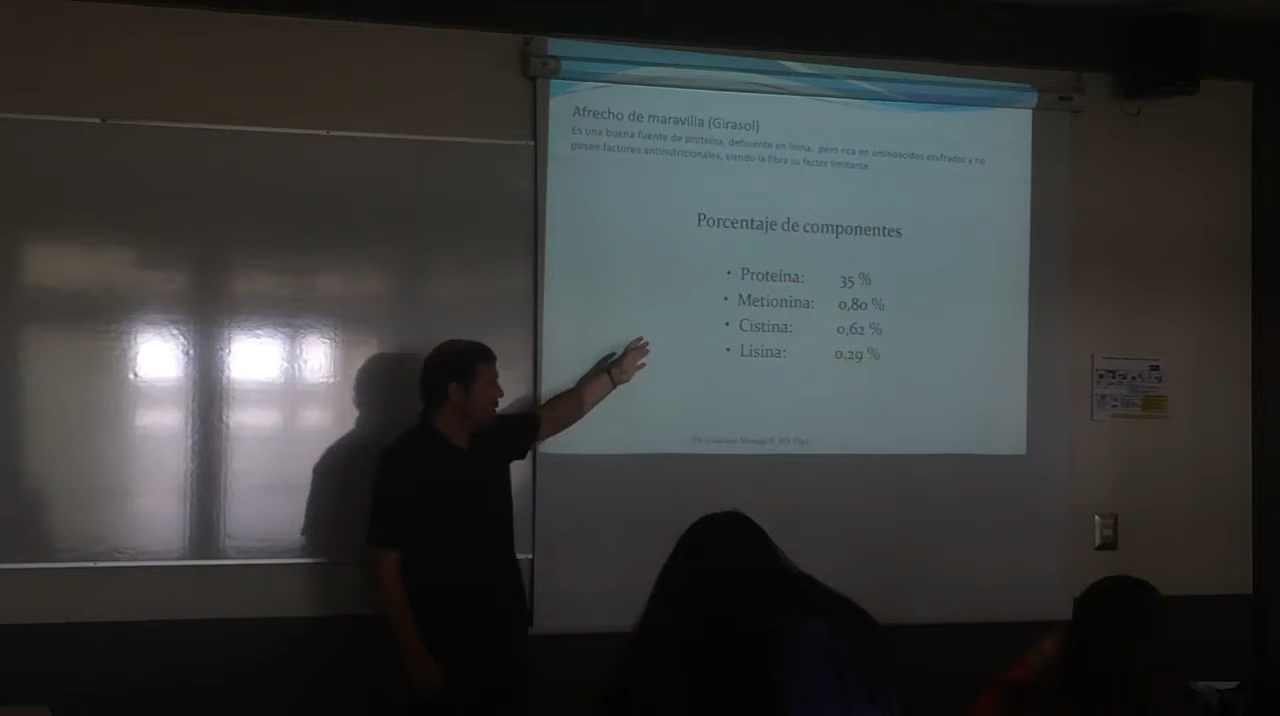 Afrecho de maravilla (Girasol)
Es una buena fuente de proteína, deficiente en lisina, pero rica en aminoácidos azufrados y no
posee factores antinutricionales, siendo la fibra su factor limitante
Porcentaje de componentes
• Proteína: 35 %
• Metionina: 0,80 %
• Cistina: 0,62 %
• Lisina: 0,29 %